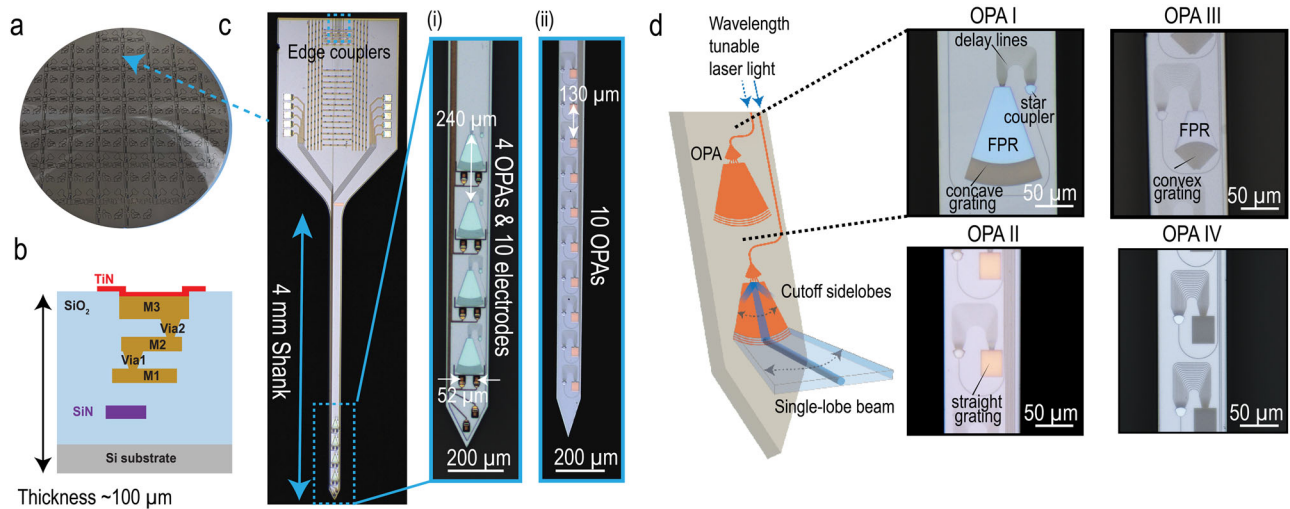 a
b
TiN
SiO₂
M3
Via2
M2
Via1
M1
SiN
Si substrate
Thickness ~100 µm
c
Edge couplers
4 mm Shank
(i)
240 µm
4 OPAs & 10 electrodes
52 µm
200 µm
(ii)
130 µm
10 OPAs
200 µm
d
Wavelength
tunable
laser light
OPA
Cutoff sidelobes
Single-lobe beam
OPA I
delay lines
star
coupler
FPR
concave
grating
50 µm
OPA III
FPR
convex
grating
50 µm
OPA II
straight
grating
50 µm
OPA IV
50 µm